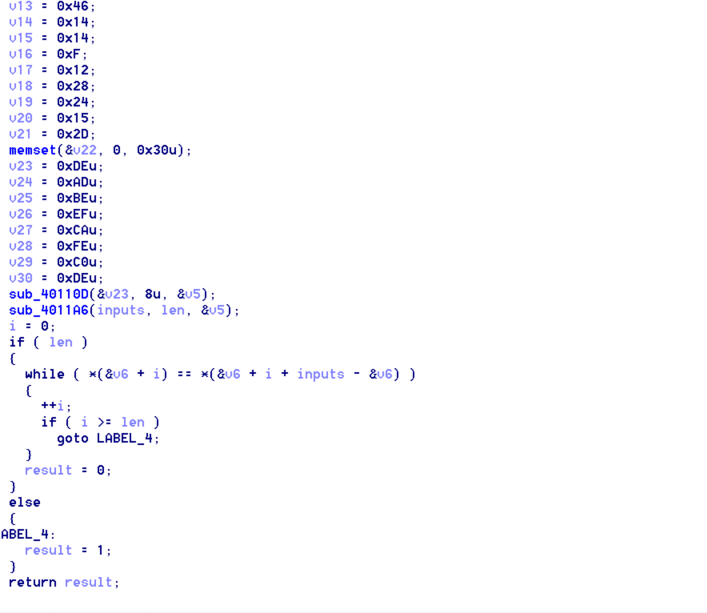 v13 = 0x46;
v14 = 0x14;
v15 = 0x14;
v16 = 0xF;
v17 = 0x12;
v18 = 0x28;
v19 = 0x24;
v20 = 0x15;
v21 = 0x2D;
memset(&v22, 0, 0x30u);
v23 = 0xDEu;
v24 = 0xADu;
v25 = 0xBEu;
v26 = 0xEFu;
v27 = 0xCAu;
v28 = 0xFEu;
v29 = 0xC0u;
v30 = 0xDEu;
sub_40110D(&v23, 8u, &v5);
sub_4011A6(inputs, len, &v5);
i = 0;
if ( len )
{
while ( *(&v6 + i) == *(&v6 + i + inputs - &v6) )
{
++i;
if ( i >= len )
goto LABEL_4;
}
result = 0;
}
else
{
ABEL_4:
result = 1;
}
return result;